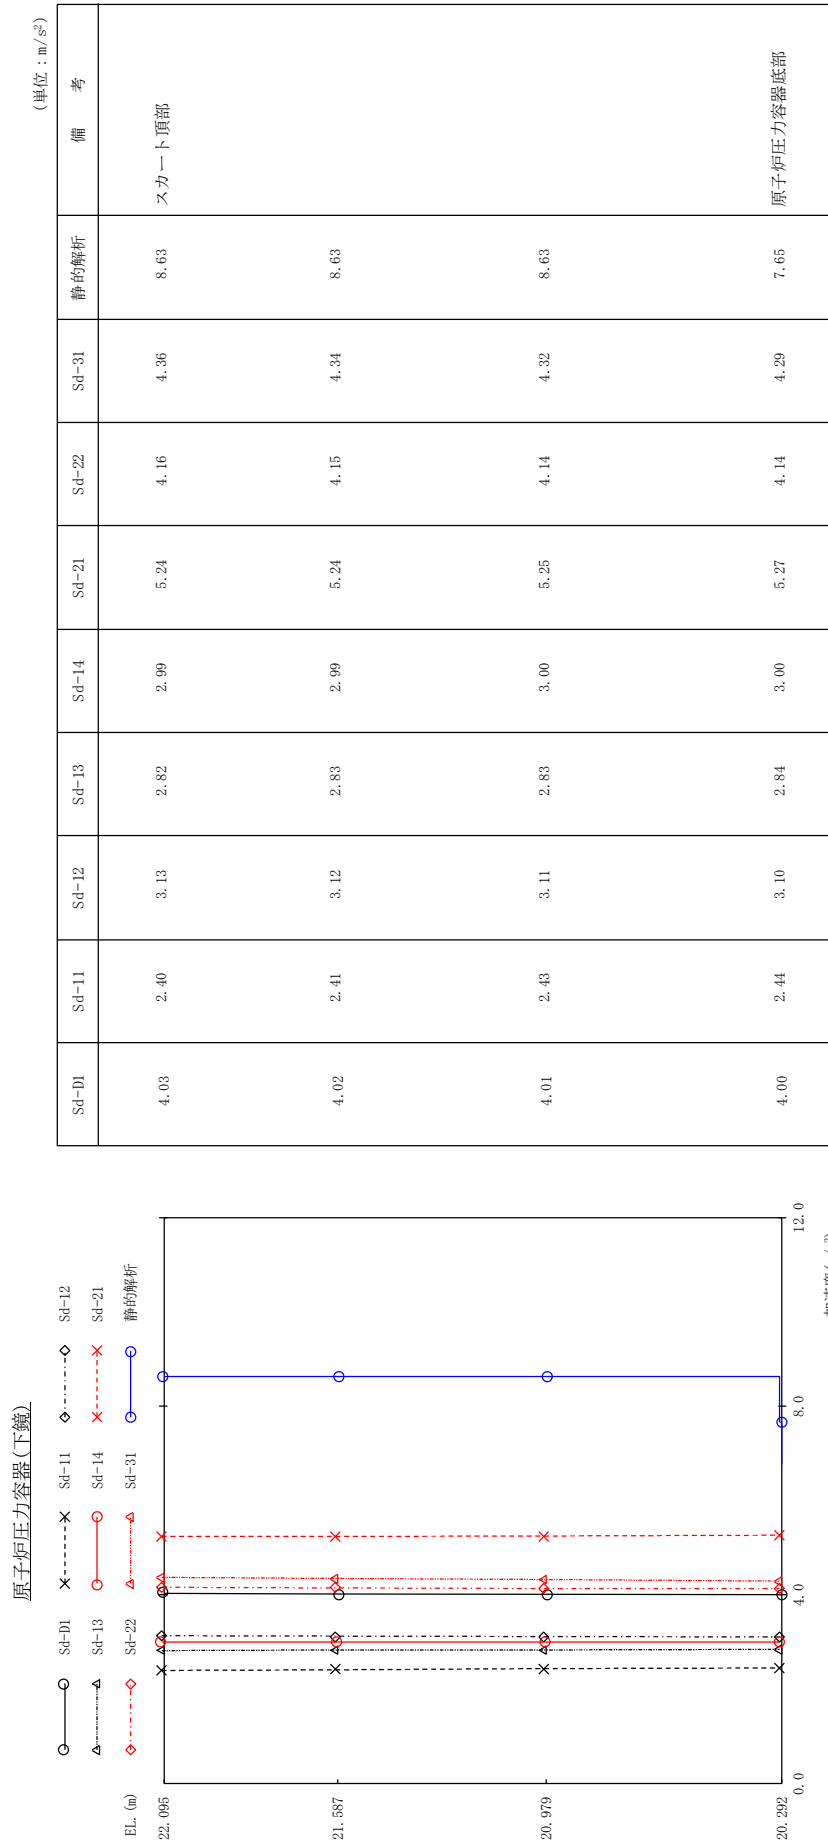 原子炉圧力容器(下鏡)
Sd-D1 Sd-11 Sd-12
Sd-13 Sd-14 Sd-21
Sd-22 Sd-31 静的解析
EL.(m)
22.095
21.587
20.979
20.292
0.0 4.0 8.0 12.0
(単位：m/s²)
Sd-D1 Sd-11 Sd-12 Sd-13 Sd-14 Sd-21 Sd-22 Sd-31 静的解析 備 考
4.03 2.40 3.13 2.82 2.99 5.24 4.16 4.36 8.63 スカート頂部
4.02 2.41 3.12 2.83 2.99 5.24 4.15 4.34 8.63
4.01 2.43 3.11 2.83 3.00 5.25 4.14 4.32 8.63
4.00 2.44 3.10 2.84 3.00 5.27 4.14 4.29 7.65 原子炉圧力容器底部